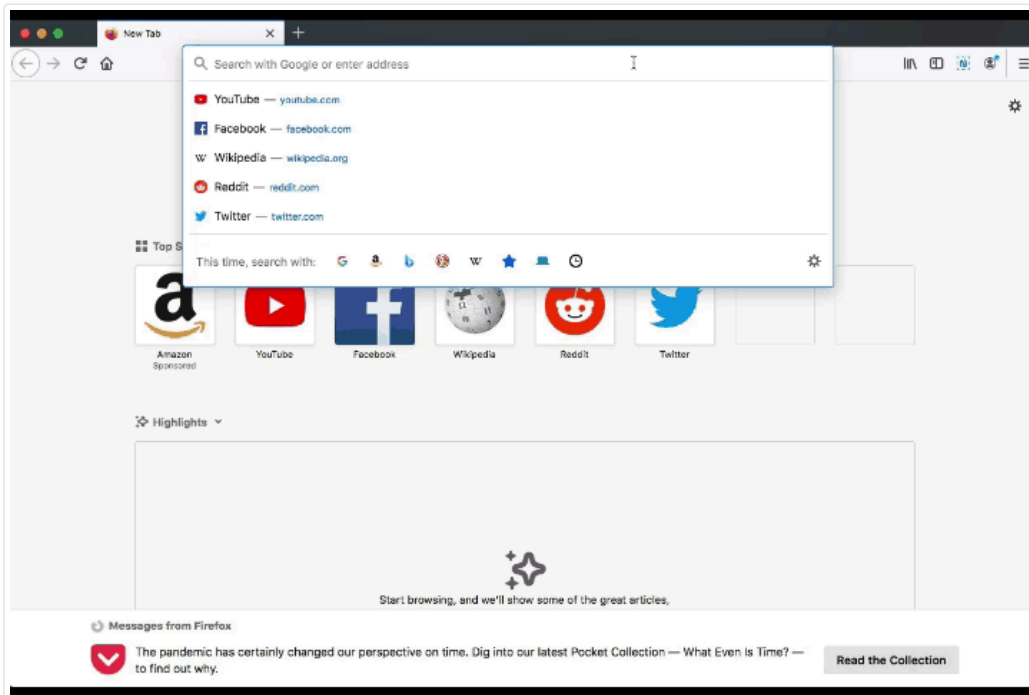 New Tab
Search with Google or enter address
YouTube — youtube.com
Facebook — facebook.com
Wikipedia — wikipedia.org
Reddit — reddit.com
Twitter — twitter.com
Top S
This time, search with:
Amazon
Sponsored
YouTube
Facebook
Wikipedia
Reddit
Twitter
Highlights
Start browsing, and we'll show some of the great articles,
Messages from Firefox
The pandemic has certainly changed our perspective on time. Dig into our latest Pocket Collection — What Even Is Time? —
to find out why.
Read the Collection